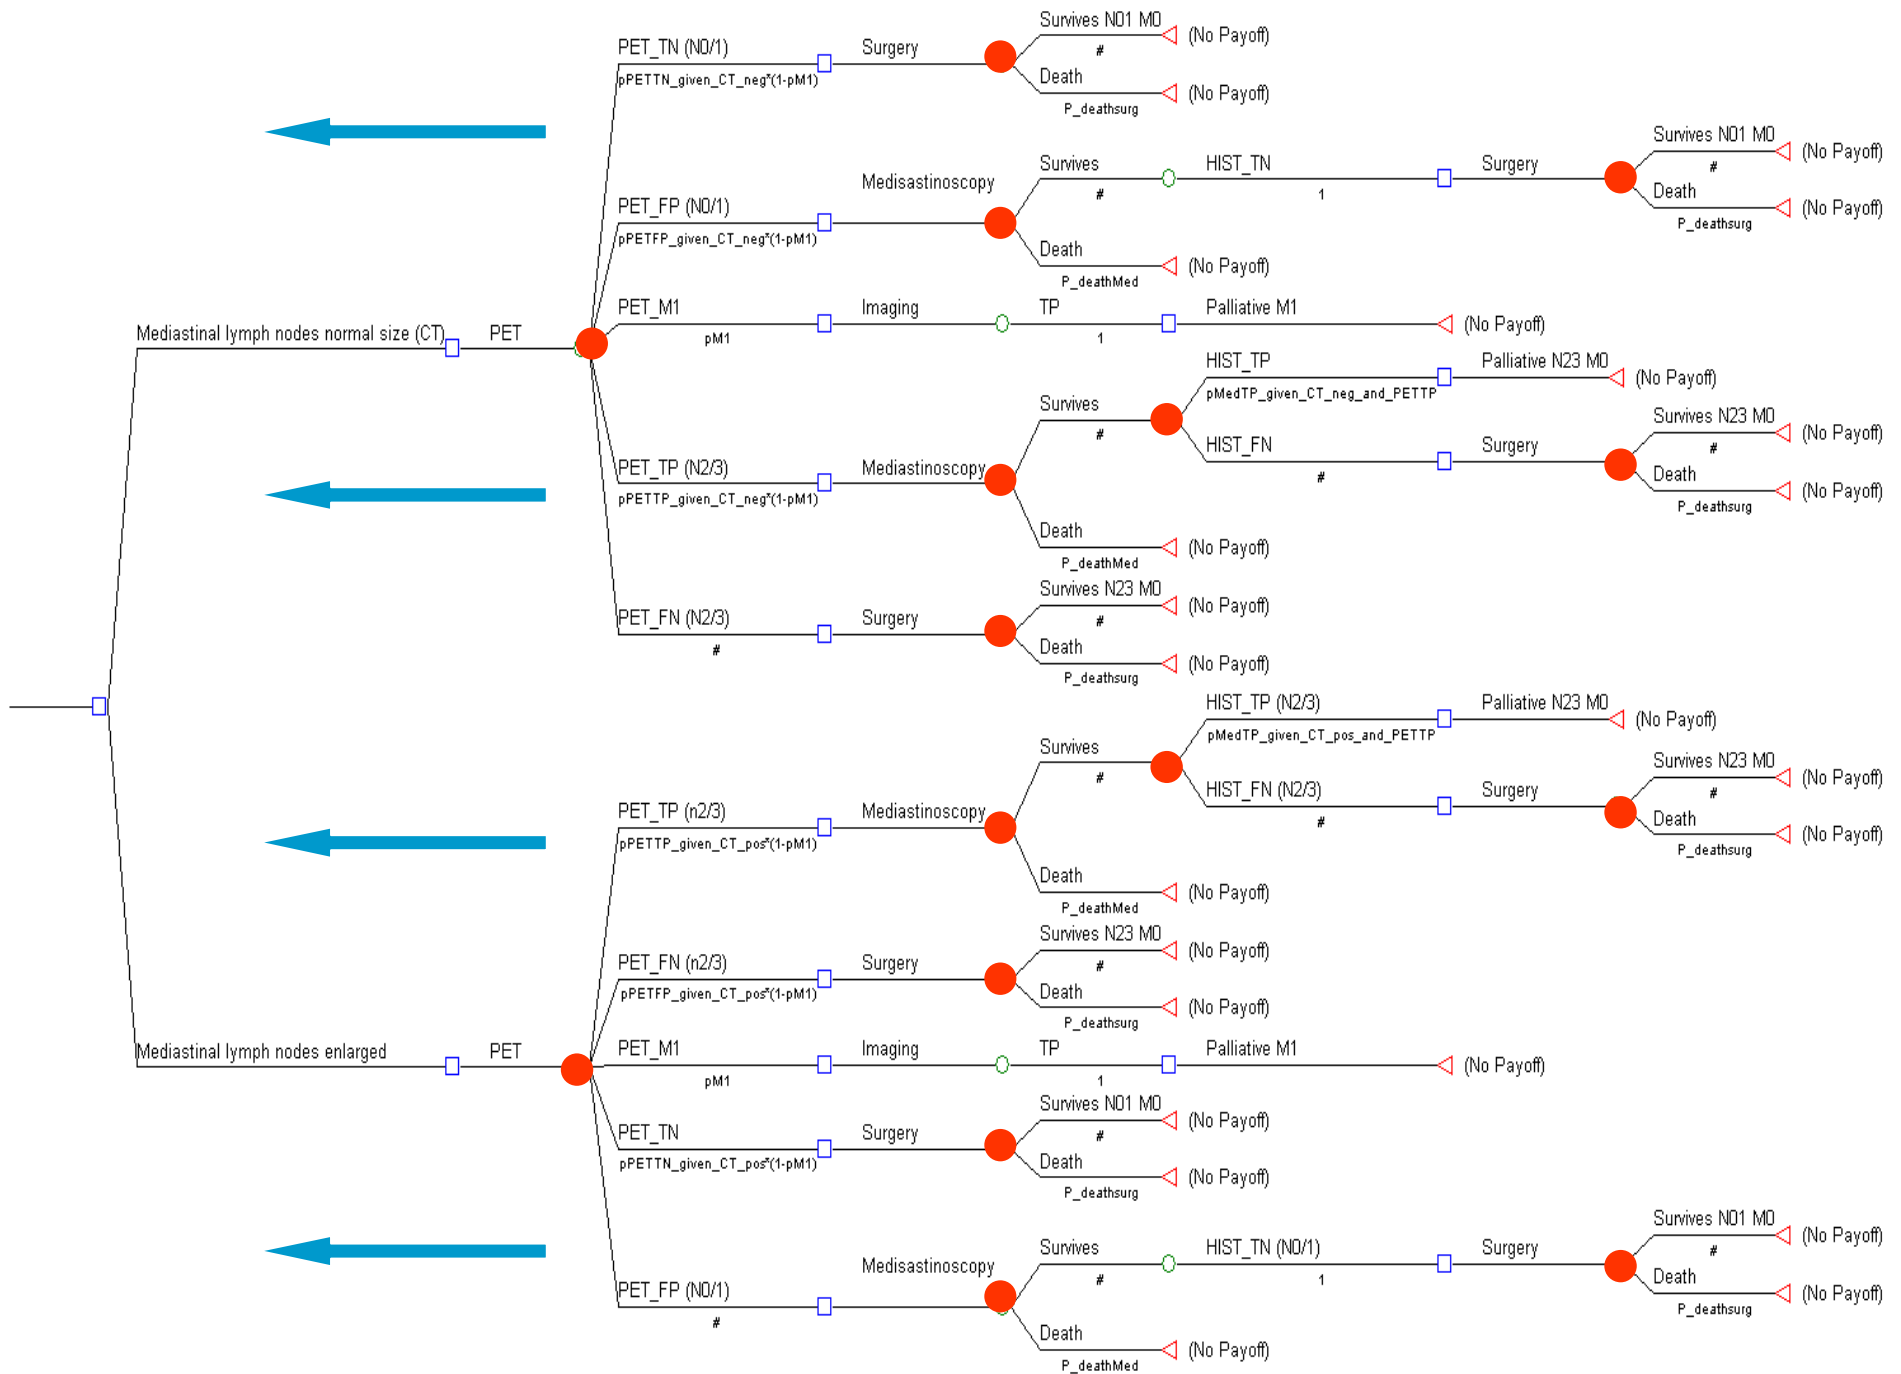 Survives N01 M0
(No Payoff)
#
PET_TN (N0/1)
Surgery
pPETTN_given_CT_neg*(1-pM1)
Death
(No Payoff)
P_deathsurg
Survives N01 M0
(No Payoff)
#
Survives
HIST_TN
Surgery
#
1
Medisastinoscopy
Death
(No Payoff)
P_deathsurg
PET_FP (N0/1)
pPETFP_given_CT_neg*(1-pM1)
Death
(No Payoff)
P_deathMed
PET_M1
Imaging
TP
Palliative M1
(No Payoff)
pM1
1
Mediastinal lymph nodes normal size (CT)
PET
HIST_TP
Palliative N23 M0
(No Payoff)
pMedTP_given_CT_neg_and_PETTP
Survives
#
Survives N23 M0
(No Payoff)
#
HIST_FN
Surgery
#
Death
(No Payoff)
P_deathsurg
PET_TP (N2/3)
Mediastinoscopy
pPETTP_given_CT_neg*(1-pM1)
Death
(No Payoff)
P_deathMed
Survives N23 M0
(No Payoff)
#
PET_FN (N2/3)
Surgery
#
Death
(No Payoff)
P_deathsurg
HIST_TP (N2/3)
Palliative N23 M0
(No Payoff)
pMedTP_given_CT_pos_and_PETTP
Survives
#
Survives N23 M0
(No Payoff)
#
HIST_FN (N2/3)
Surgery
#
Death
(No Payoff)
P_deathsurg
PET_TP (n2/3)
Mediastinoscopy
pPETTP_given_CT_pos*(1-pM1)
Death
(No Payoff)
P_deathMed
Survives N23 M0
(No Payoff)
#
PET_FN (n2/3)
Surgery
pPETFP_given_CT_pos*(1-pM1)
Death
(No Payoff)
P_deathsurg
Mediastinal lymph nodes enlarged
PET
PET_M1
Imaging
TP
Palliative M1
(No Payoff)
pM1
1
Survives N01 M0
(No Payoff)
#
PET_TN
Surgery
pPETTN_given_CT_pos*(1-pM1)
Death
(No Payoff)
P_deathsurg
Survives N01 M0
(No Payoff)
#
Survives
HIST_TN (N0/1)
Surgery
#
1
Medisastinoscopy
Death
(No Payoff)
P_deathsurg
PET_FP (N0/1)
#
Death
(No Payoff)
P_deathMed